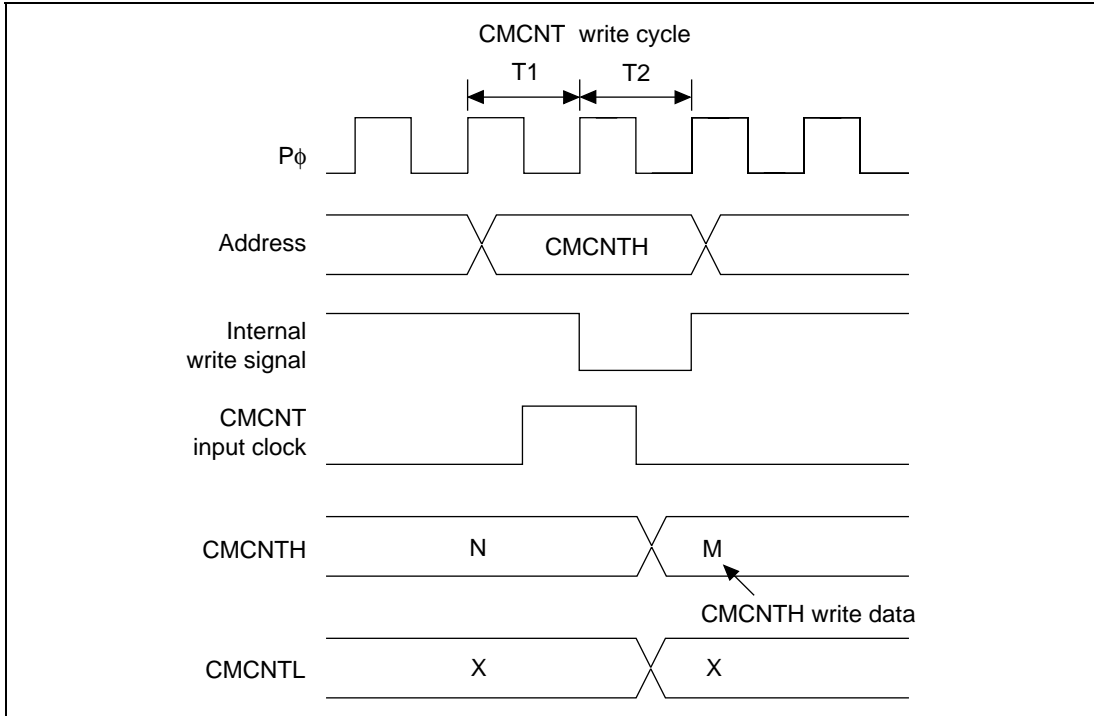 CMCNT write cycle
T1
T2
Pϕ
Address
CMCNTH
Internal
write signal
CMCNT
input clock
CMCNTH
N
M
CMCNTH write data
CMCNTL
X
X